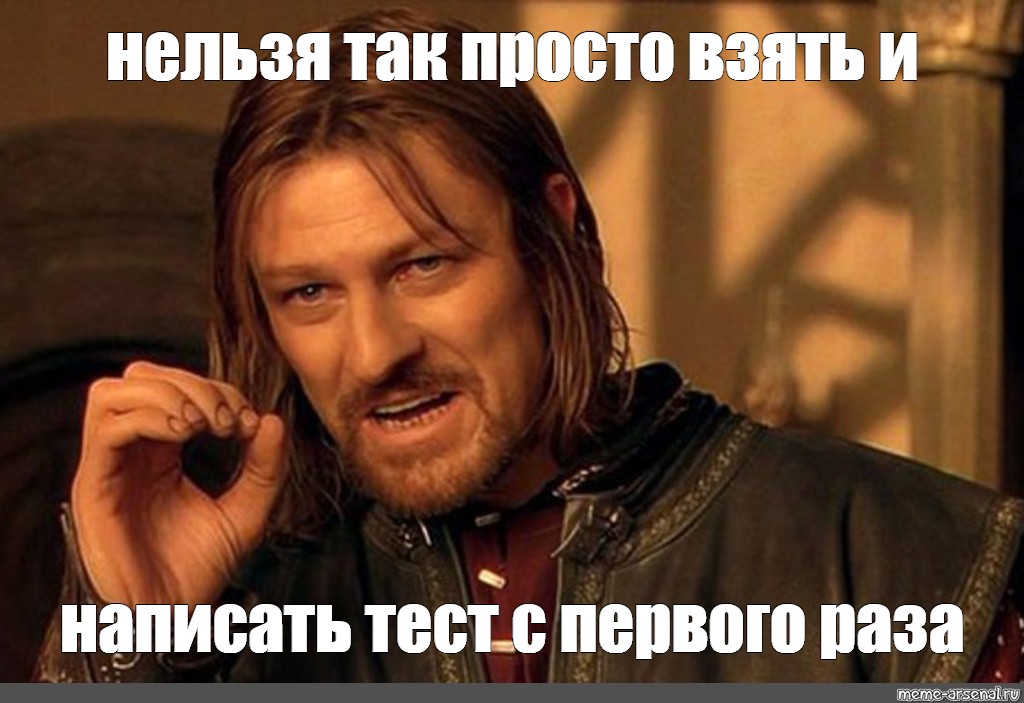 нельзя так просто взять и
написать тест с первого раза
meme-arsenal.ru